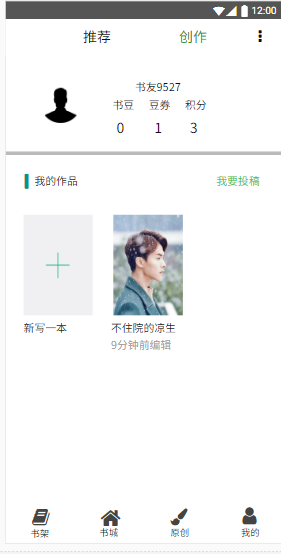 12:00
推荐 创作
书友9527
书豆 豆券 积分
0 1 3
我的作品 我要投稿
新写一本 不住院的凉生
9分钟前编辑
书架 书城 原创 我的